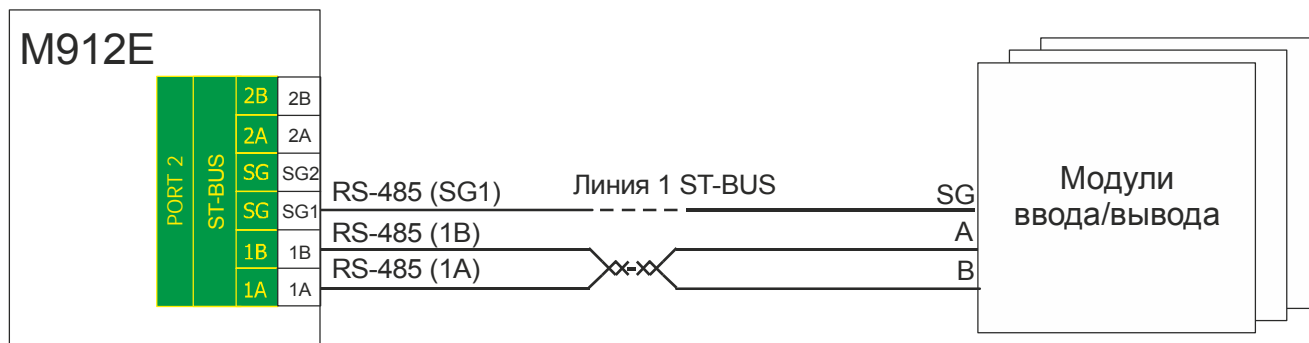 M912E
PORT 2
ST-BUS
2B 2B
2A 2A
SG SG2
SG SG1
1B 1B
1A 1A
RS-485 (SG1)
Линия 1 ST-BUS
SG
RS-485 (1B)
A
RS-485 (1A)
B
Модули
ввода/вывода